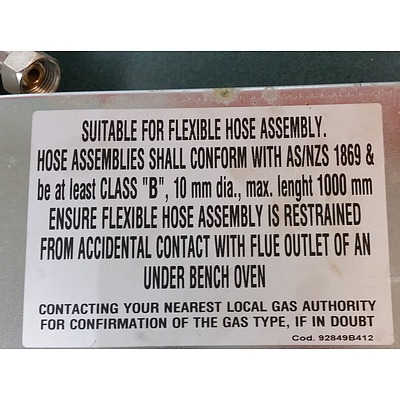 SUITABLE FOR FLEXIBLE HOSE ASSEMBLY.
HOSE ASSEMBLIES SHALL CONFORM WITH AS/NZS 1869 &
be at least CLASS "B", 10 mm dia., max. lenght 1000 mm
ENSURE FLEXIBLE HOSE ASSEMBLY IS RESTRAINED
FROM ACCIDENTAL CONTACT WITH FLUE OUTLET OF AN
UNDER BENCH OVEN
CONTACTING YOUR NEAREST LOCAL GAS AUTHORITY
FOR CONFIRMATION OF THE GAS TYPE, IF IN DOUBT
Cod. 92849B412